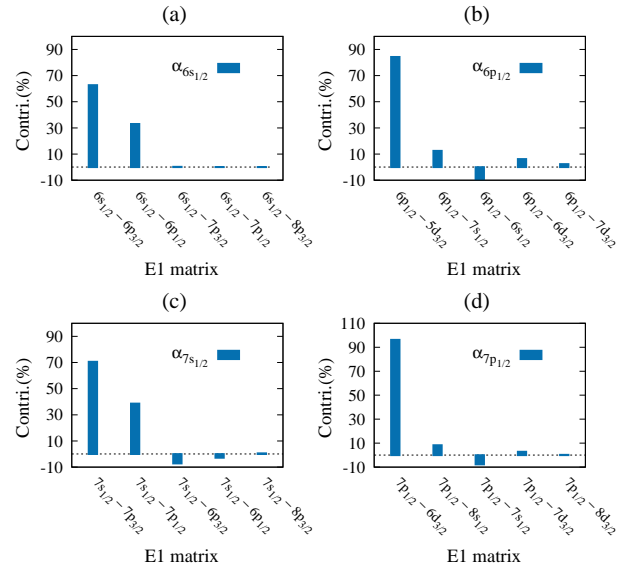 (a)
Contri.(%)
90
70
50
30
10
-10
α6s1/2
6s1/2 − 6p3/2
6s1/2 − 6p1/2
6s1/2 − 7p3/2
6s1/2 − 7p1/2
6s1/2 − 8p3/2
E1 matrix
(b)
Contri.(%)
90
70
50
30
10
-10
α6p1/2
6p1/2 − 5d3/2
6p1/2 − 7s1/2
6p1/2 − 6s1/2
6p1/2 − 6d3/2
6p1/2 − 7d3/2
E1 matrix
(c)
Contri.(%)
90
70
50
30
10
-10
α7s1/2
7s1/2 − 7p3/2
7s1/2 − 7p1/2
7s1/2 − 6p3/2
7s1/2 − 6p1/2
7s1/2 − 8p3/2
E1 matrix
(d)
Contri.(%)
110
90
70
50
30
10
-10
α7p1/2
7p1/2 − 6d3/2
7p1/2 − 8s1/2
7p1/2 − 7s1/2
7p1/2 − 7d3/2
7p1/2 − 8d3/2
E1 matrix